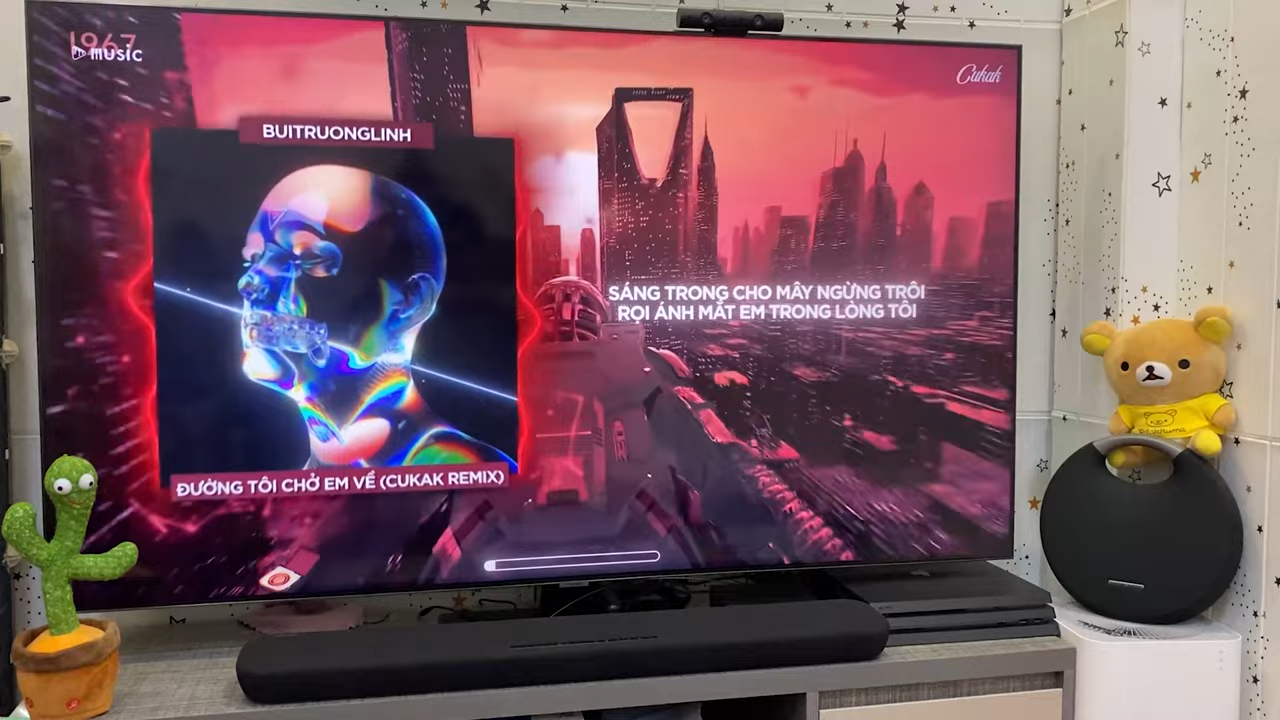 1967
music
Cukak
BUITRUONGLINH
SÁNG TRONG CHO MÂY NGỪNG TRÔI
RỌI ÁNH MẮT EM TRONG LÒNG TÔI
ĐƯỜNG TÔI CHỞ EM VỀ (CUKAK REMIX)